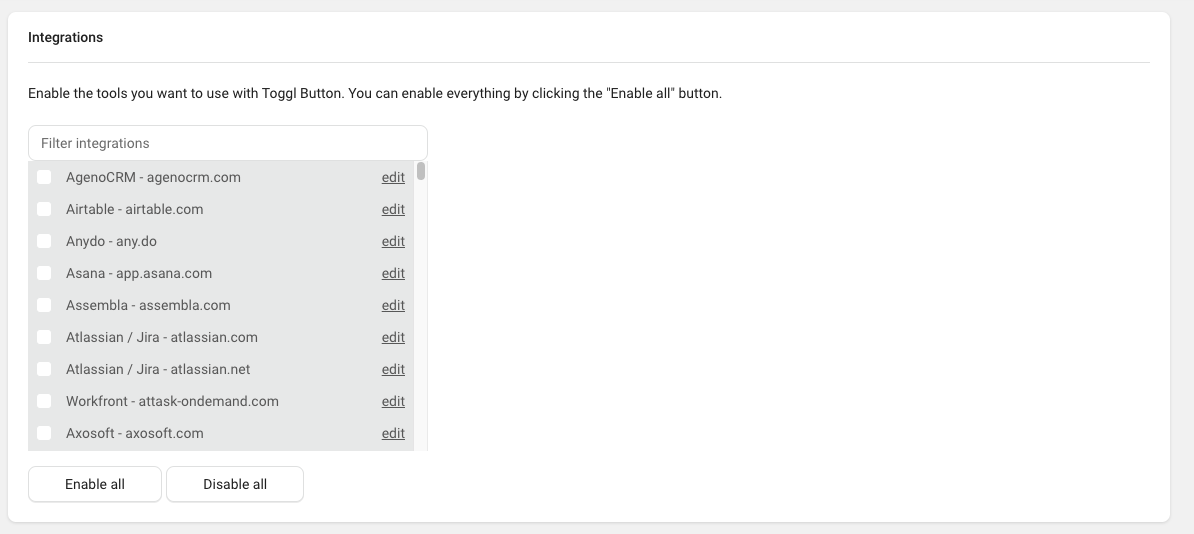 Integrations
Enable the tools you want to use with Toggl Button. You can enable everything by clicking the "Enable all" button.
Filter integrations
AgenoCRM - agenocrm.com edit
Airtable - airtable.com edit
Anydo - any.do edit
Asana - app.asana.com edit
Assembla - assembla.com edit
Atlassian / Jira - atlassian.com edit
Atlassian / Jira - atlassian.net edit
Workfront - attask-ondemand.com edit
Axosoft - axosoft.com edit
Enable all Disable all